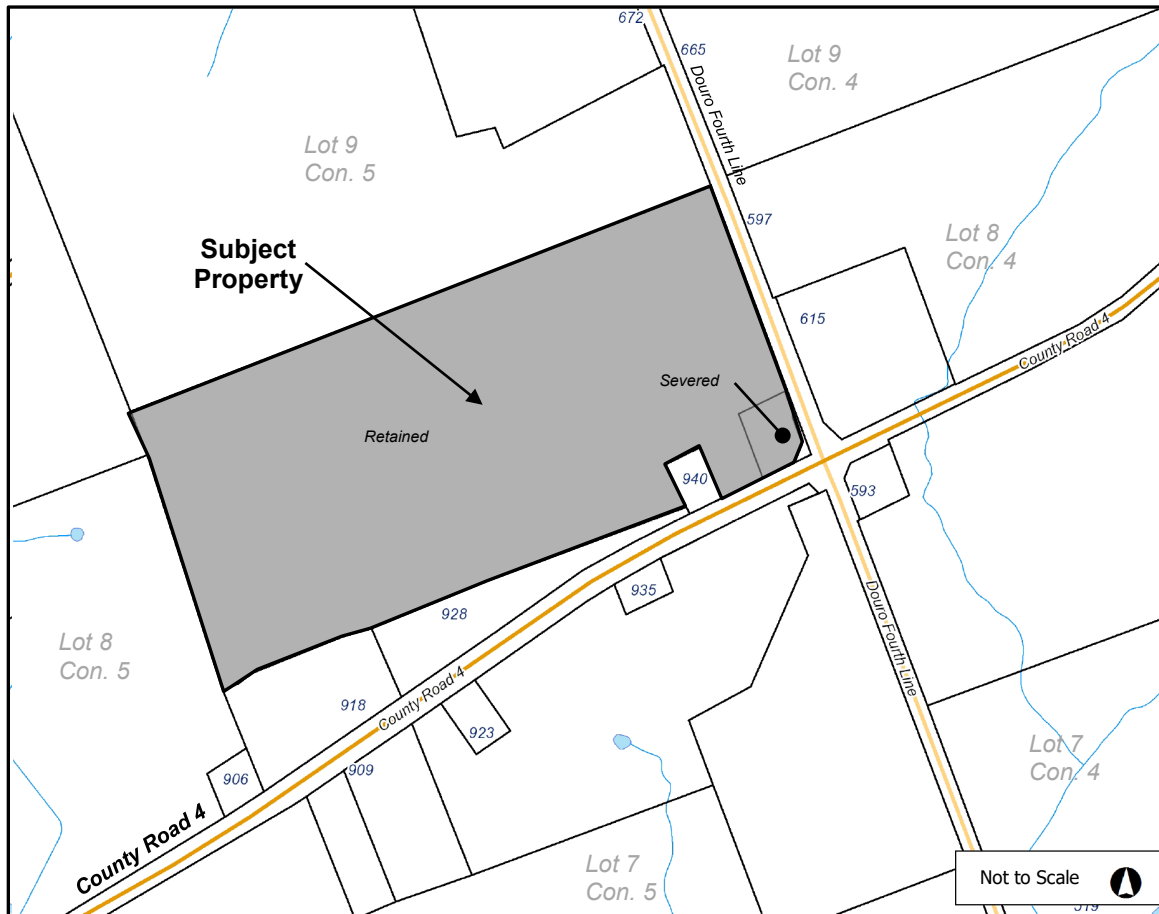 672
665
Lot 9
Con. 4
Douro Fourth Line
Lot 9
Con. 5
597
Lot 8
Con. 4
Subject
Property
615
County Road 4
Severed
Retained
940
593
935
928
Douro Fourth Line
Lot 8
Con. 5
County Road 4
918
923
Lot 7
Con. 4
906
909
County Road 4
Lot 7
Con. 5
Not to Scale
519